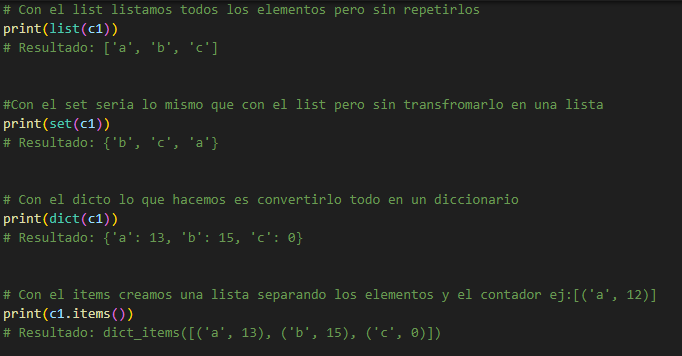 # Con el list listamos todos los elementos pero sin repetirlos
print(list(c1))
# Resultado: ['a', 'b', 'c']
#Con el set seria lo mismo que con el list pero sin transfromarlo en una lista
print(set(c1))
# Resultado: {'b', 'c', 'a'}
# Con el dicto lo que hacemos es convertirlo todo en un diccionario
print(dict(c1))
# Resultado: {'a': 13, 'b': 15, 'c': 0}
# Con el items creamos una lista separando los elementos y el contador ej:[('a', 12)]
print(c1.items())
# Resultado: dict_items([('a', 13), ('b', 15), ('c', 0)])